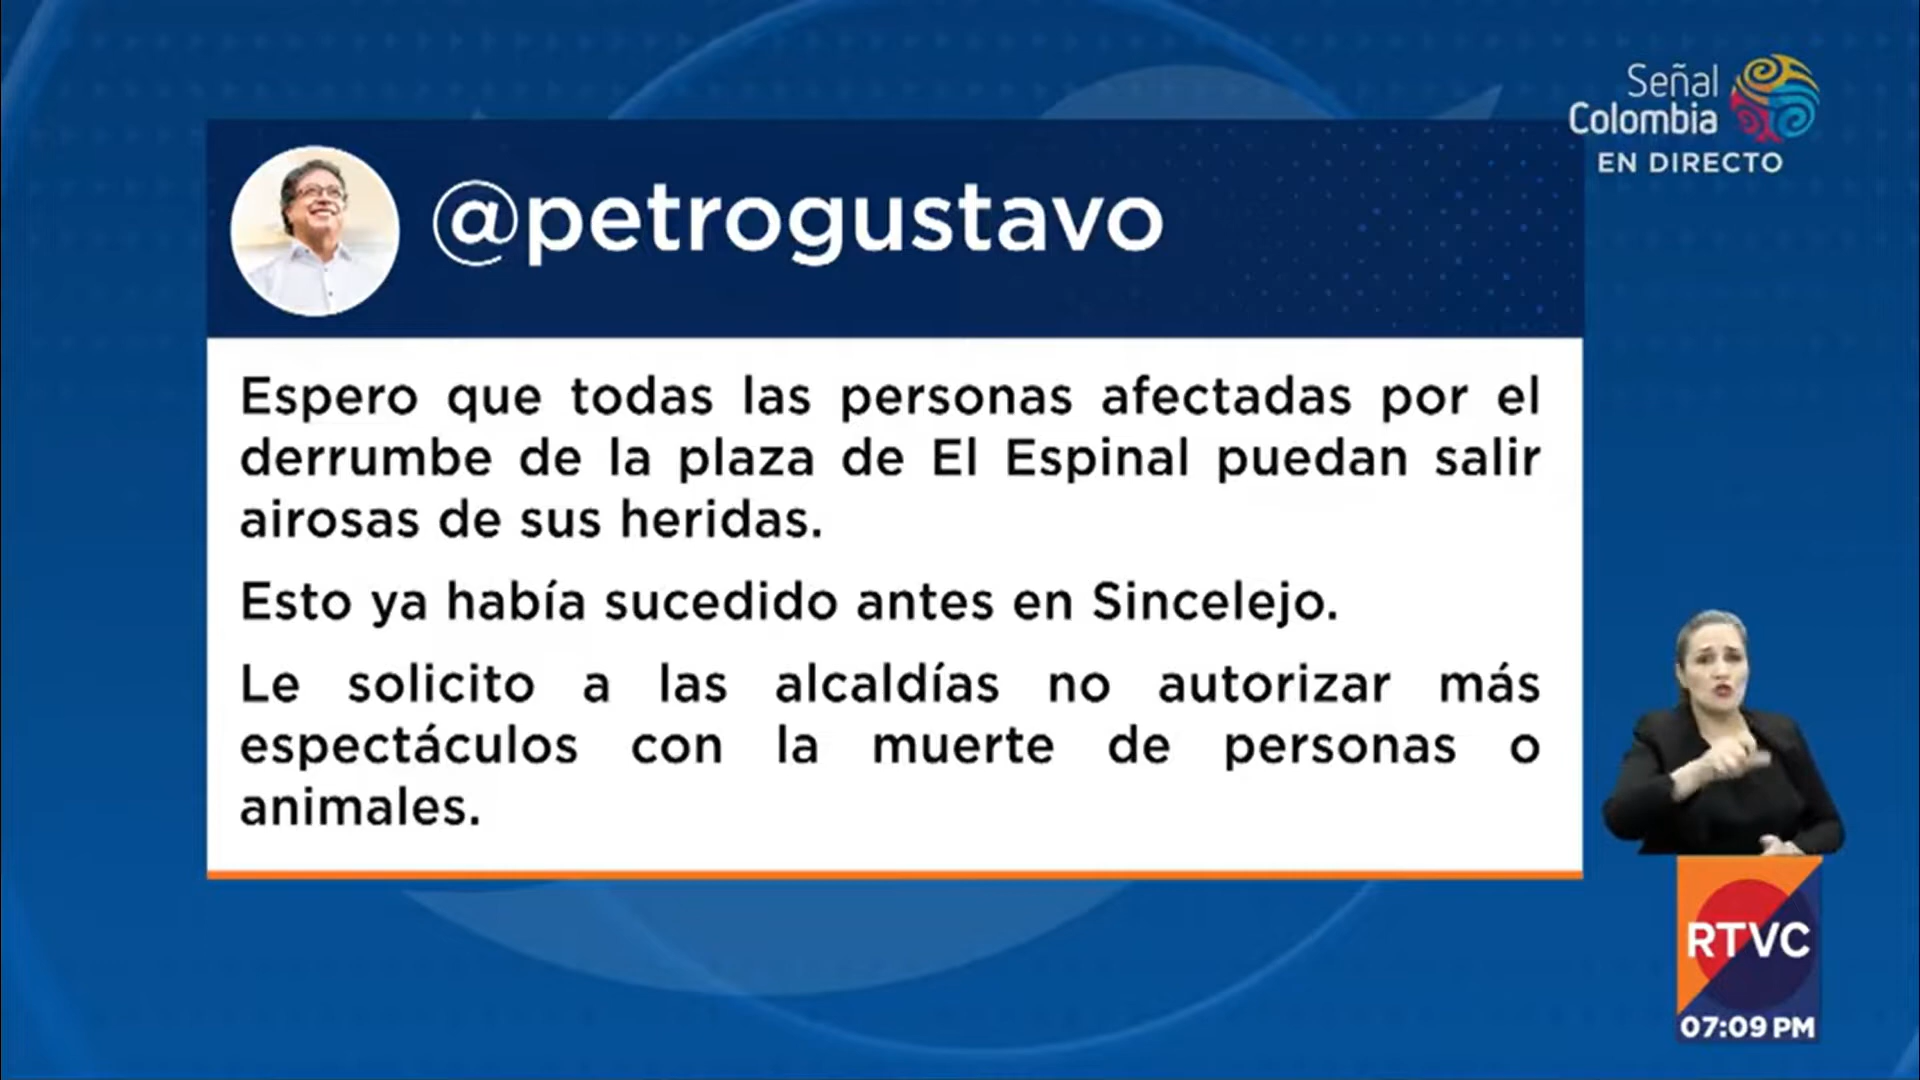 Señal
Colombia
EN DIRECTO
@petrogustavo
Espero que todas las personas afectadas por el
derrumbe de la plaza de El Espinal puedan salir
airosas de sus heridas.
Esto ya había sucedido antes en Sincelejo.
Le solicito a las alcaldías no autorizar más
espectáculos con la muerte de personas o
animales.
RTVC
07:09 PM